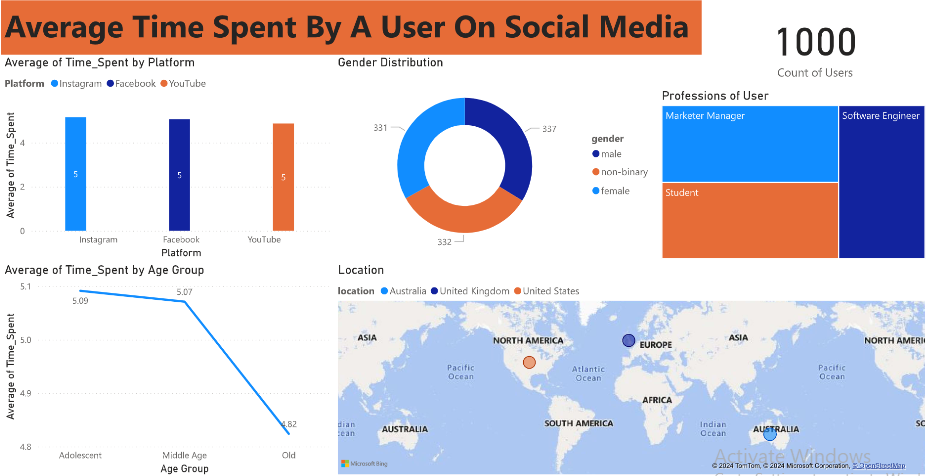 Average Time Spent By A User On Social Media
1000
Count of Users
Average of Time_Spent by Platform
Platform Instagram Facebook YouTube
Average of Time_Spent
4
2
0
5
5
5
Instagram Facebook YouTube
Platform
Gender Distribution
331
337
332
gender
male
non-binary
female
Professions of User
Marketer Manager
Software Engineer
Student
Average of Time_Spent by Age Group
Average of Time_Spent
5.1
5.0
4.9
4.8
5.09
5.07
4.82
Adolescent Middle Age Old
Age Group
Location
location Australia United Kingdom United States
ASIA
NORTH AMERICA
EUROPE
ASIA
NORTH AMERICA
Pacific
Ocean
Atlantic
Ocean
Pacific
Ocean
AFRICA
dian
cean
AUSTRALIA
SOUTH AMERICA
Indian
Ocean
AUSTRALIA
SO
Activate Windows
Microsoft Bing
© 2024 TomTom, © 2024 Microsoft Corporation, © OpenStreetMap